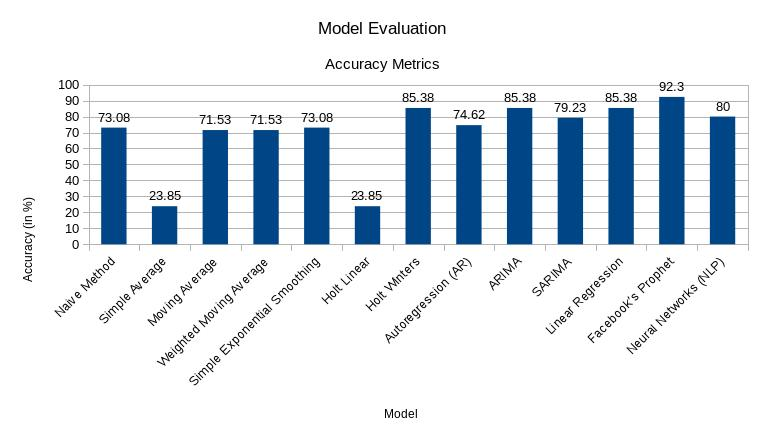 Model Evaluation
Accuracy Metrics
Accuracy (in %)
100
90
80
70
60
50
40
30
20
10
0
73.08
23.85
71.53
71.53
73.08
23.85
85.38
74.62
85.38
79.23
85.38
92.3
80
Naive Method
Simple Average
Moving Average
Weighted Moving Average
Simple Exponential Smoothing
Holt Linear
Holt Winters
Autoregression (AR)
ARIMA
SARIMA
Linear Regression
Facebook's Prophet
Neural Networks (NLP)
Model